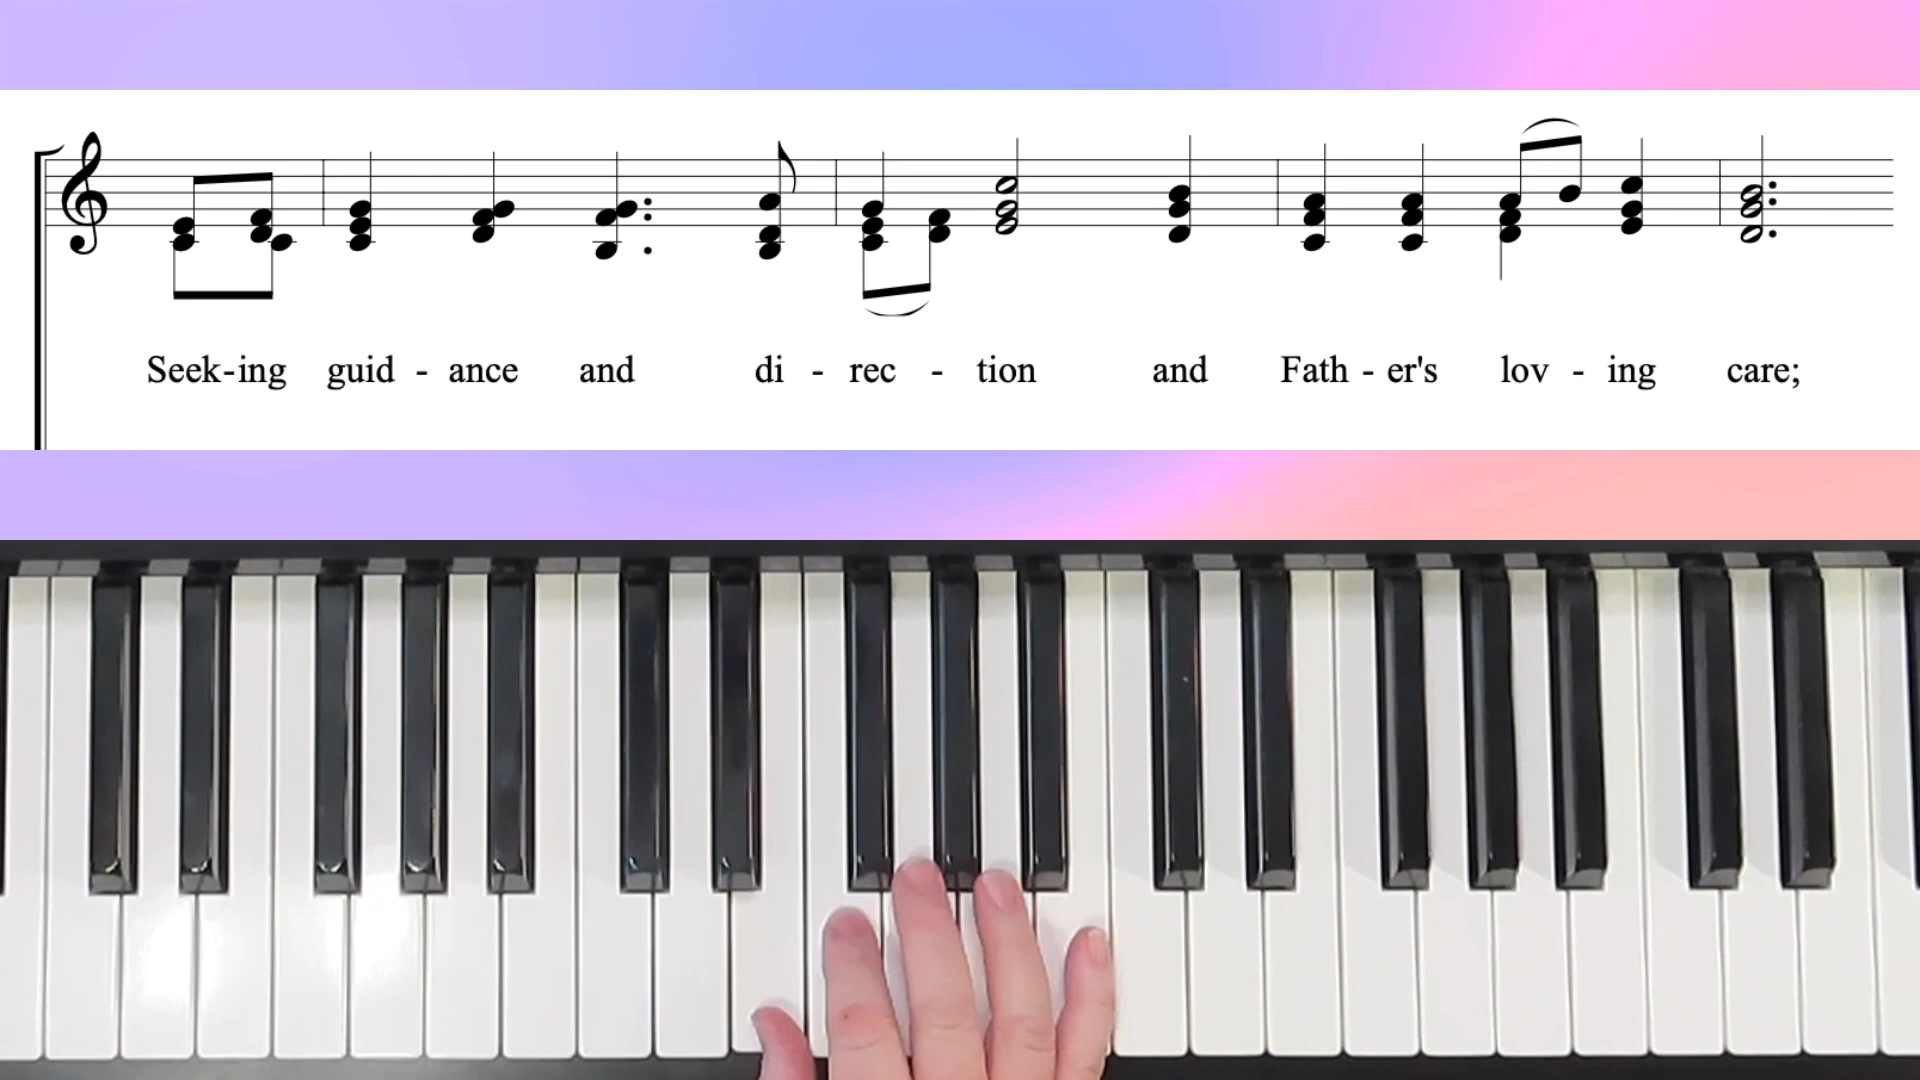 Seek-ing guid - ance and di - rec - tion and Fath - er's lov - ing care;